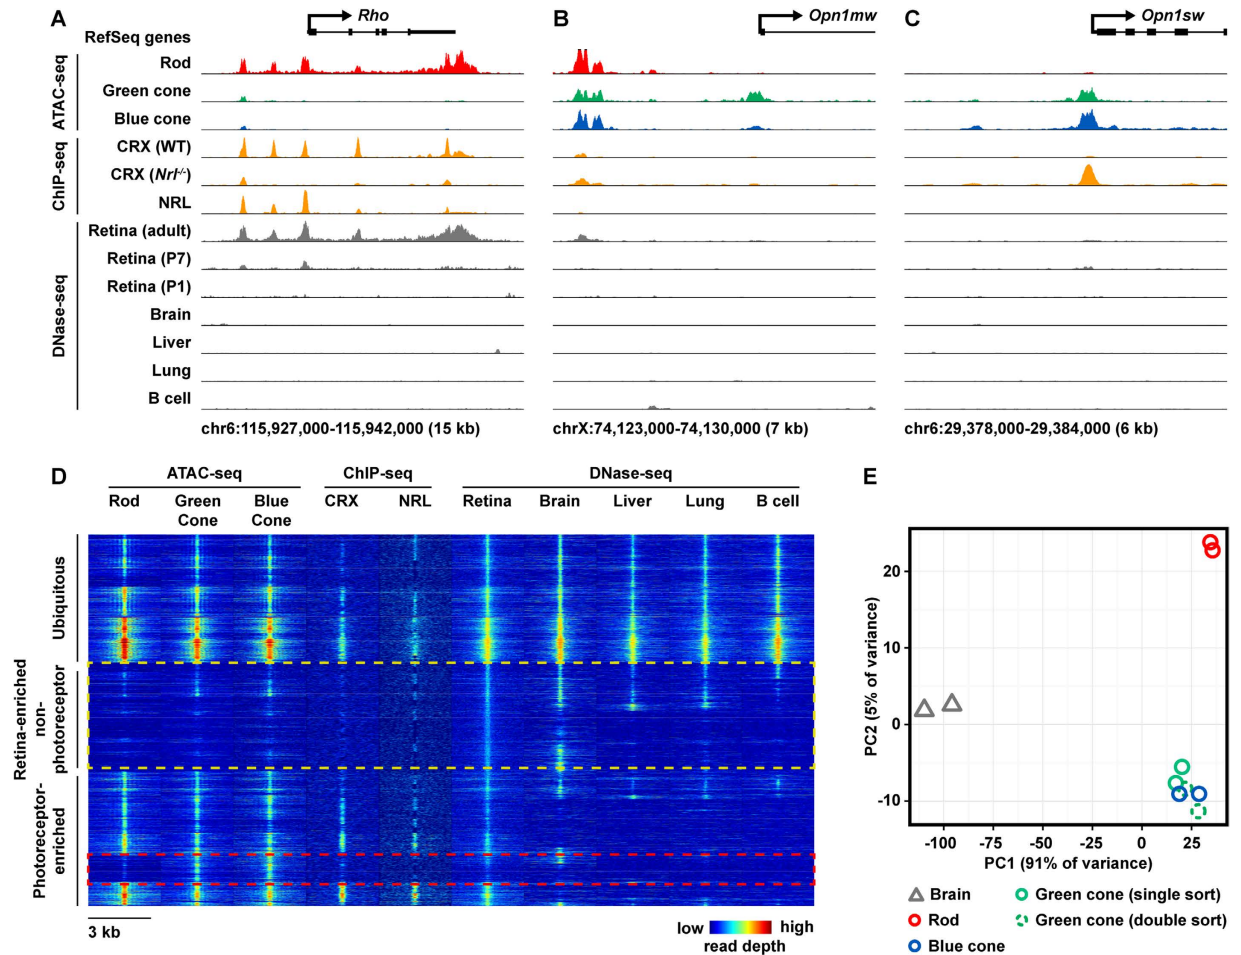 A
Rho
B
Opn1mw
C
Opn1sw
RefSeq genes
ATAC-seq
Rod
Green cone
Blue cone
ChIP-seq
CRX (WT)
CRX (Nrl-/-)
NRL
DNase-seq
Retina (adult)
Retina (P7)
Retina (P1)
Brain
Liver
Lung
B cell
chr6:115,927,000-115,942,000 (15 kb)
chrX:74,123,000-74,130,000 (7 kb)
chr6:29,378,000-29,384,000 (6 kb)
D
ATAC-seq
ChIP-seq
DNase-seq
Rod
Green
Cone
Blue
Cone
CRX
NRL
Retina
Brain
Liver
Lung
B cell
Ubiquitous
Retina-enriched
non-
photoreceptor
Photoreceptor-
enriched
3 kb
low
high
read depth
E
PC2 (5% of variance)
20
10
0
-10
-100
-75
-50
-25
0
25
PC1 (91% of variance)
Brain
Rod
Blue cone
Green cone (single sort)
Green cone (double sort)